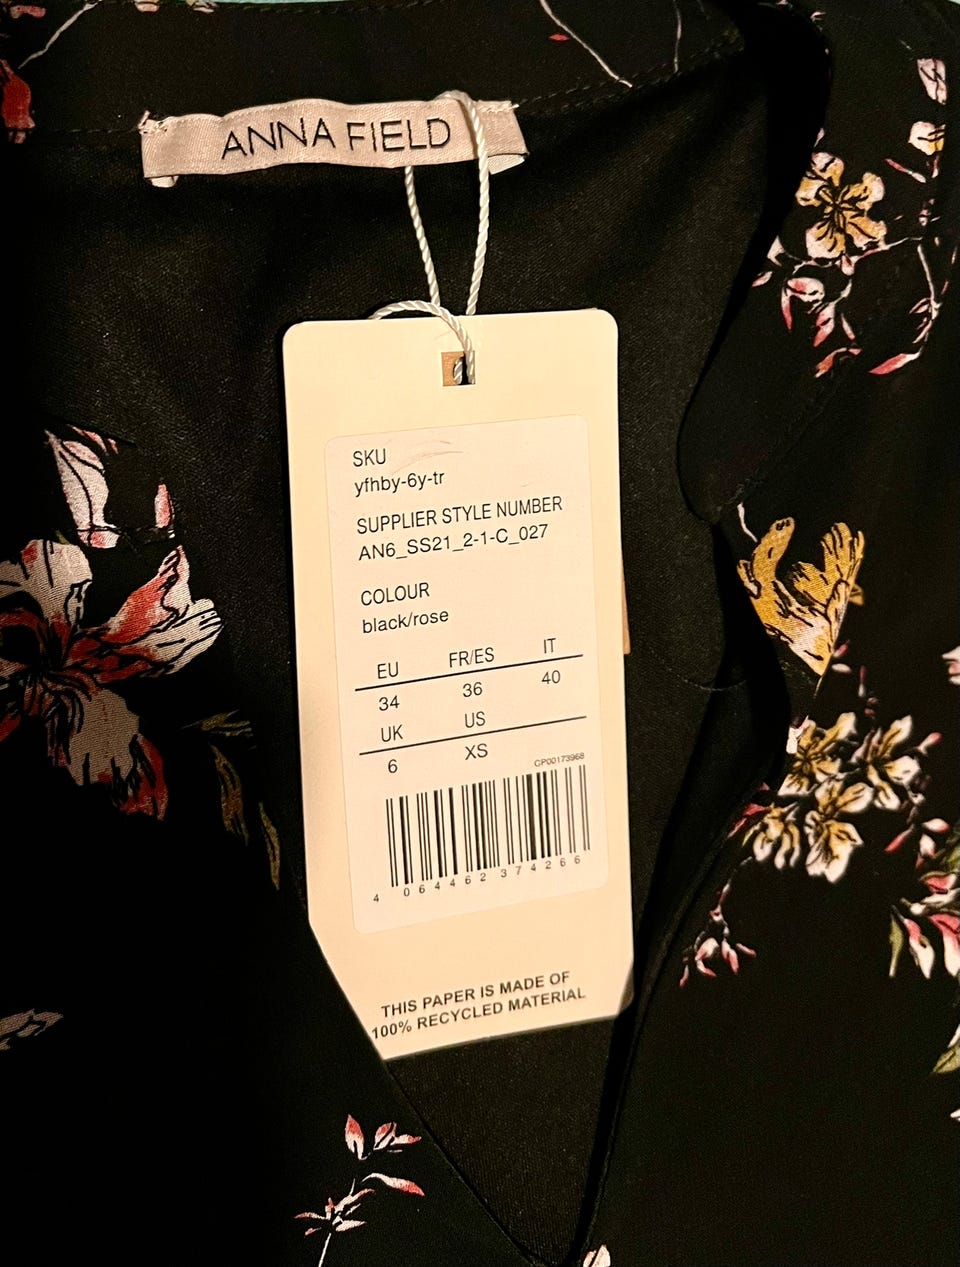 ANNA FIELD
SKU
yfhby-6y-tr
SUPPLIER STYLE NUMBER
AN6_SS21_2-1-C_027
COLOUR
black/rose
EU FR/ES IT
34 36 40
UK US
6 XS
CP00173968
4 064462 374266
THIS PAPER IS MADE OF
100% RECYCLED MATERIAL